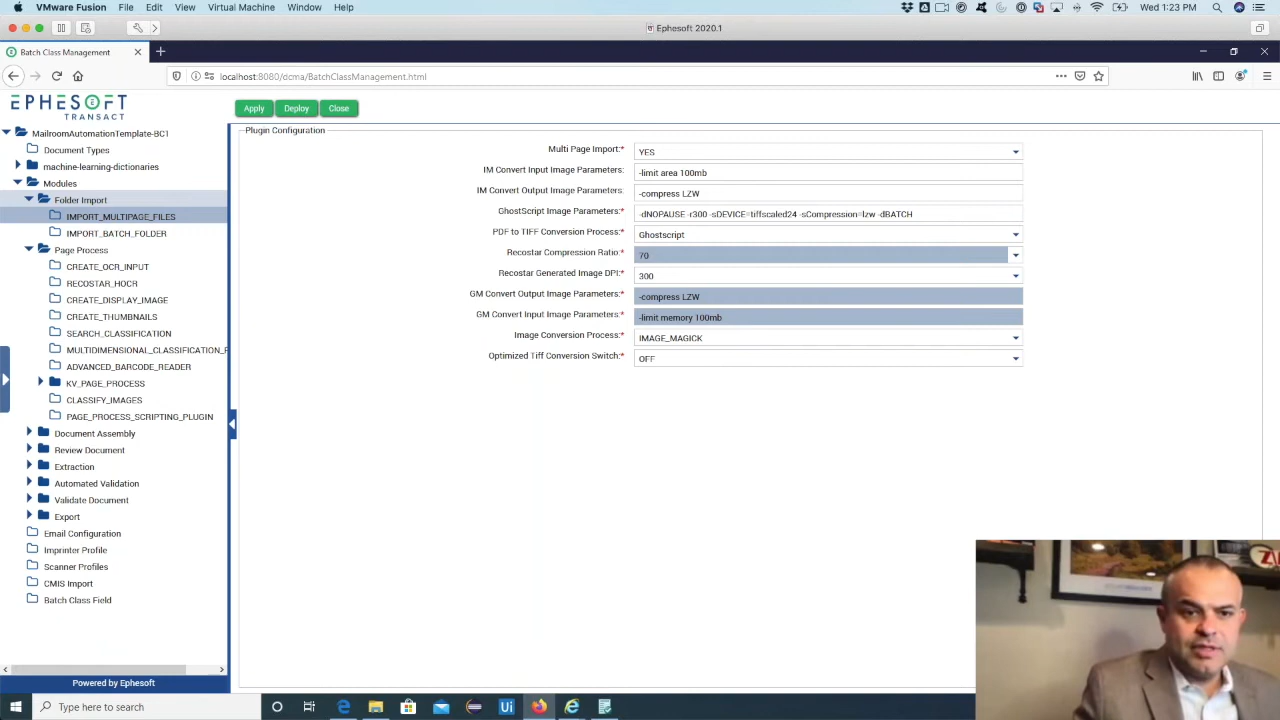 VMware Fusion File Edit View Virtual Machine Window Help
Wed 1:23 PM
Ephesoft 2020.1
Batch Class Management
localhost:8080/dcma/BatchClassManagement.html
EPHESOFT
TRANSACT
Apply Deploy Close
MailroomAutomationTemplate-BC1
Document Types
machine-learning-dictionaries
Modules
Folder Import
IMPORT_MULTIPAGE_FILES
IMPORT_BATCH_FOLDER
Page Process
CREATE_OCR_INPUT
RECOSTAR_HOCR
CREATE_DISPLAY_IMAGE
CREATE_THUMBNAILS
SEARCH_CLASSIFICATION
MULTIDIMENSIONAL_CLASSIFICATION_
ADVANCED_BARCODE_READER
KV_PAGE_PROCESS
CLASSIFY_IMAGES
PAGE_PROCESS_SCRIPTING_PLUGIN
Document Assembly
Review Document
Extraction
Automated Validation
Validate Document
Export
Email Configuration
Imprinter Profile
Scanner Profiles
CMIS Import
Batch Class Field
Powered by Ephesoft
Plugin Configuration
Multi Page Import:* YES
IM Convert Input Image Parameters: -limit area 100mb
IM Convert Output Image Parameters: -compress LZW
GhostScript Image Parameters:* -dNOPAUSE -r300 -sDEVICE=tiffscaled24 -sCompression=lzw -dBATCH
PDF to TIFF Conversion Process:* Ghostscript
Recostar Compression Ratio:* 70
Recostar Generated Image DPI:* 300
GM Convert Output Image Parameters:* -compress LZW
GM Convert Input Image Parameters:* -limit memory 100mb
Image Conversion Process:* IMAGE_MAGICK
Optimized Tiff Conversion Switch:* OFF
Type here to search
Ui